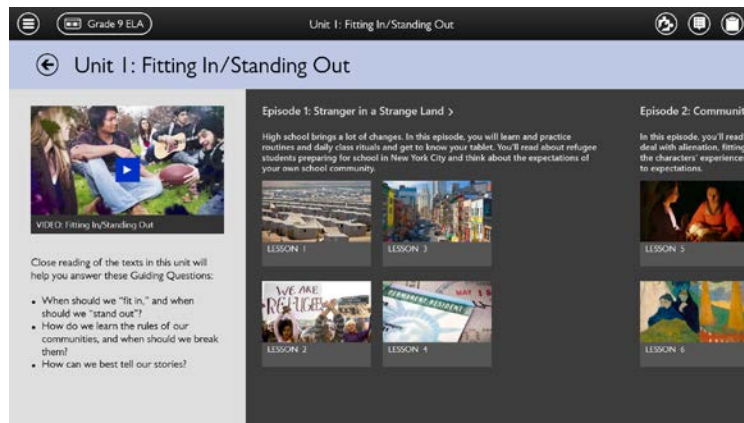 Grade 9 ELA
Unit 1: Fitting In/Standing Out
Unit 1: Fitting In/Standing Out
VIDEO: Fitting In/Standing Out
Close reading of the texts in this unit will
help you answer these Guiding Questions:
• When should we “fit in,” and when
should we “stand out”?
• How do we learn the rules of our
communities, and when should we break
them?
• How can we best tell our stories?
Episode 1: Stranger in a Strange Land >
High school brings a lot of changes. In this episode, you will learn and practice
routines and daily class rituals and get to know your tablet. You'll read about refugee
students preparing for school in New York City and think about the expectations of
your own school community.
LESSON 1
LESSON 3
WE ARE
REFUGEES
LESSON 2
PERMANENT RESIDENT
MAY
LESSON 4
Episode 2: Communit
In this episode, you'll read
deal with alienation, fitting
the characters' experiences
to expectations.
LESSON 5
LESSON 6